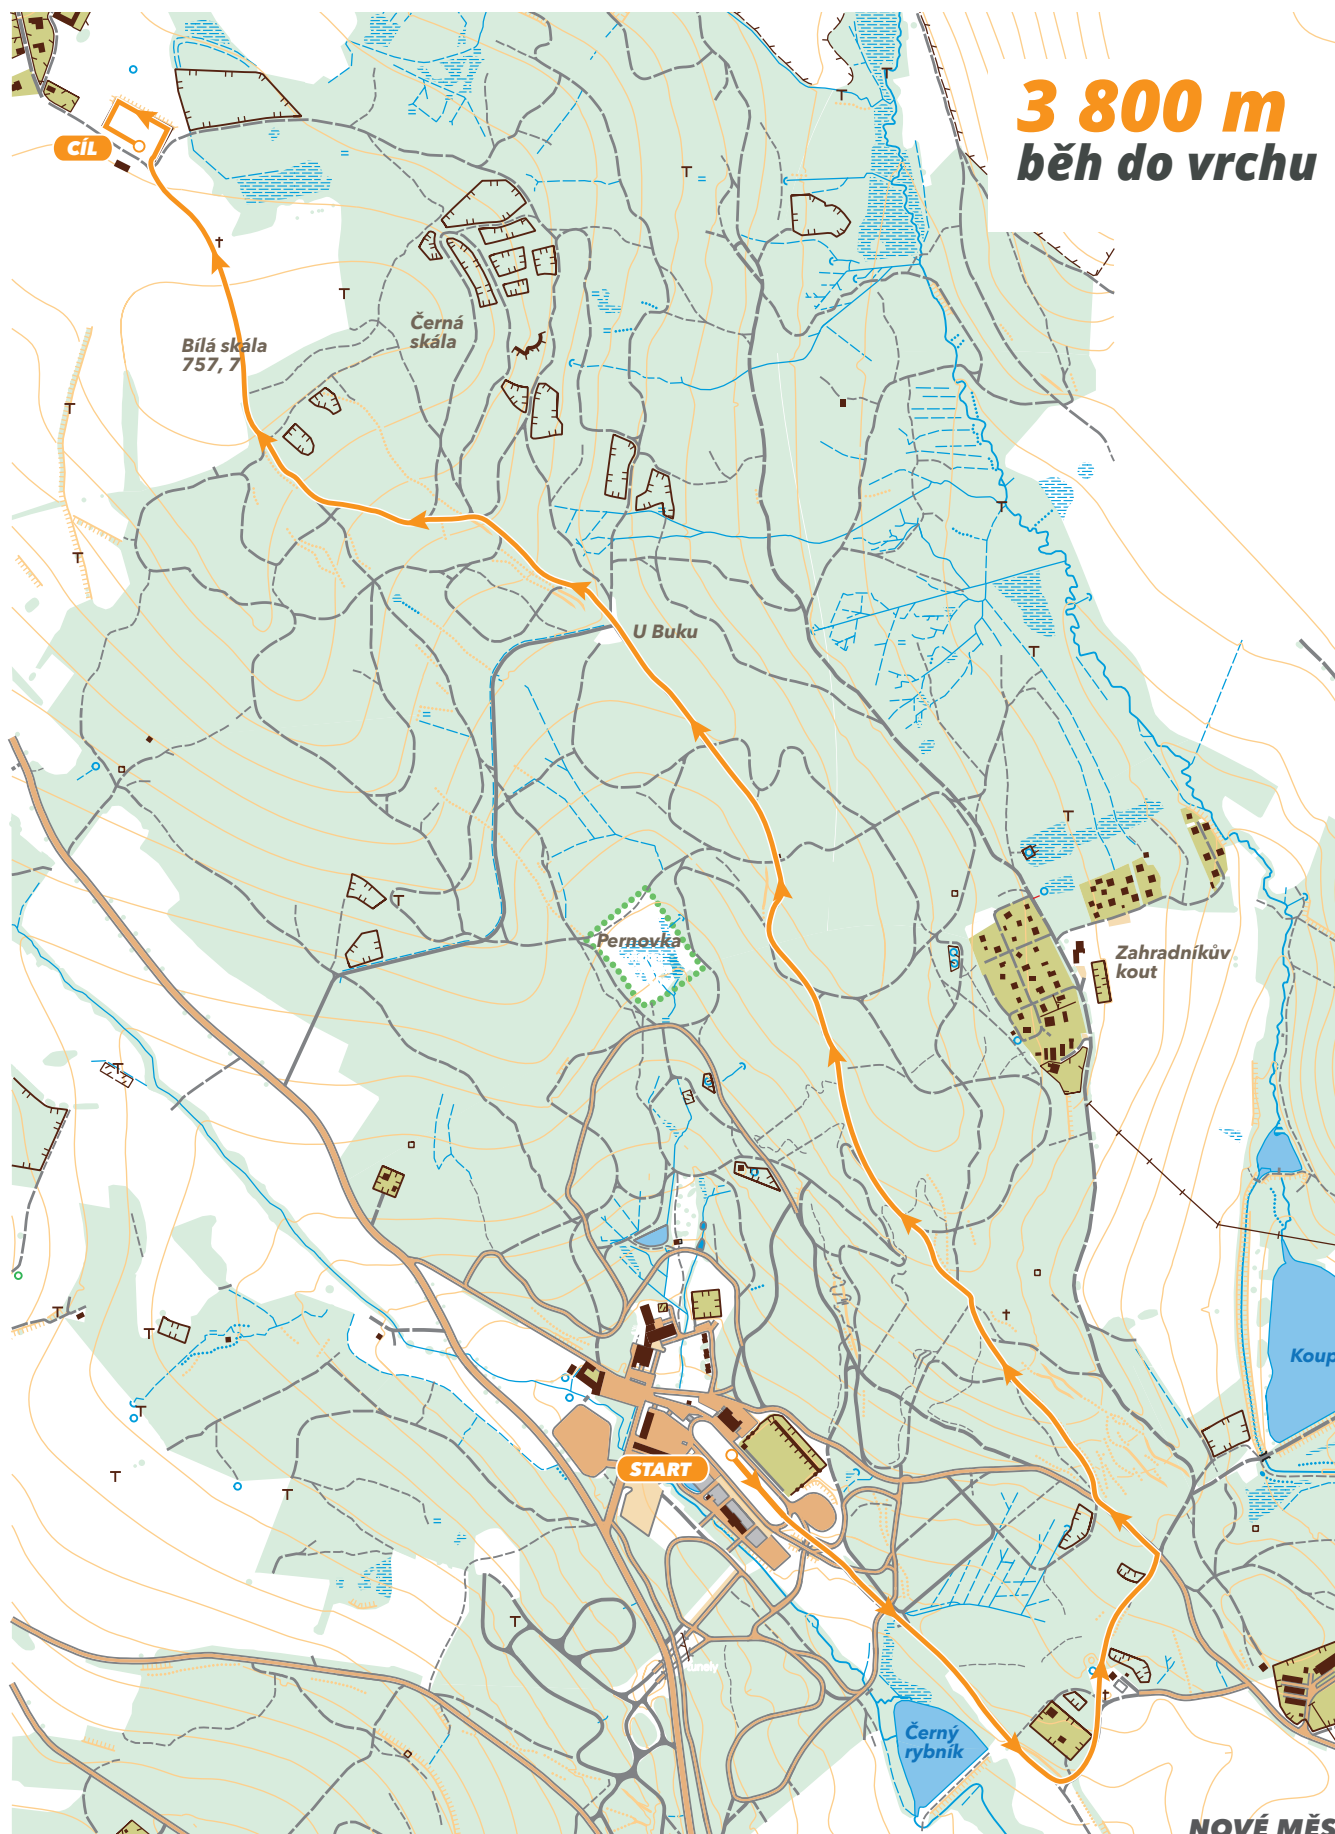 3 800 m
běh do vrchu
CÍL
Černá
skála
Bílá skála
757, 7
U Buku
Pernovka
Zahradníkův
kout
Koup
START
tunely
Černý
rybník
NOVÉ MĚS